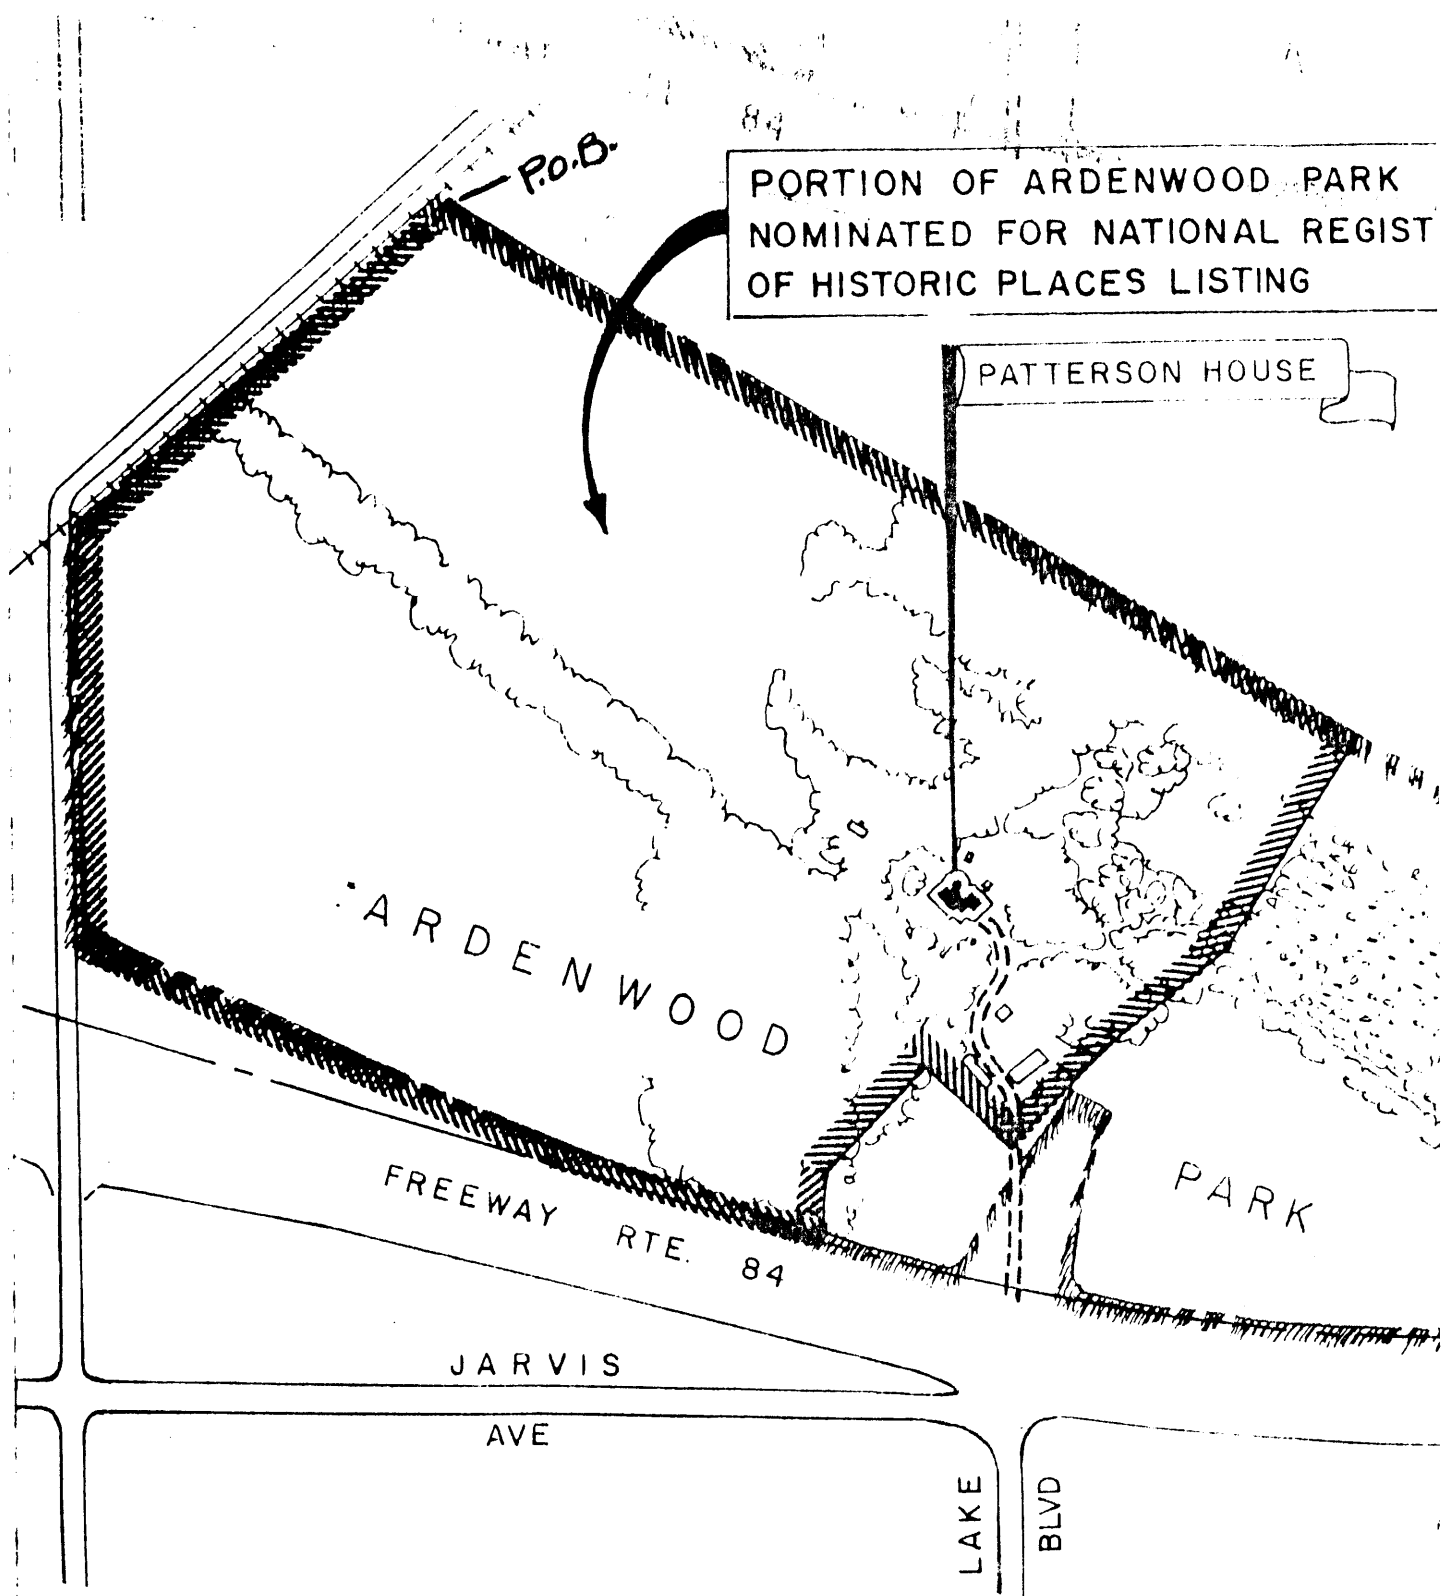 84
P.O.B.
PORTION OF ARDENWOOD PARK
NOMINATED FOR NATIONAL REGIST
OF HISTORIC PLACES LISTING
PATTERSON HOUSE
ARDENWOOD
PARK
FREEWAY RTE. 84
JARVIS
AVE
LAKE
BLVD